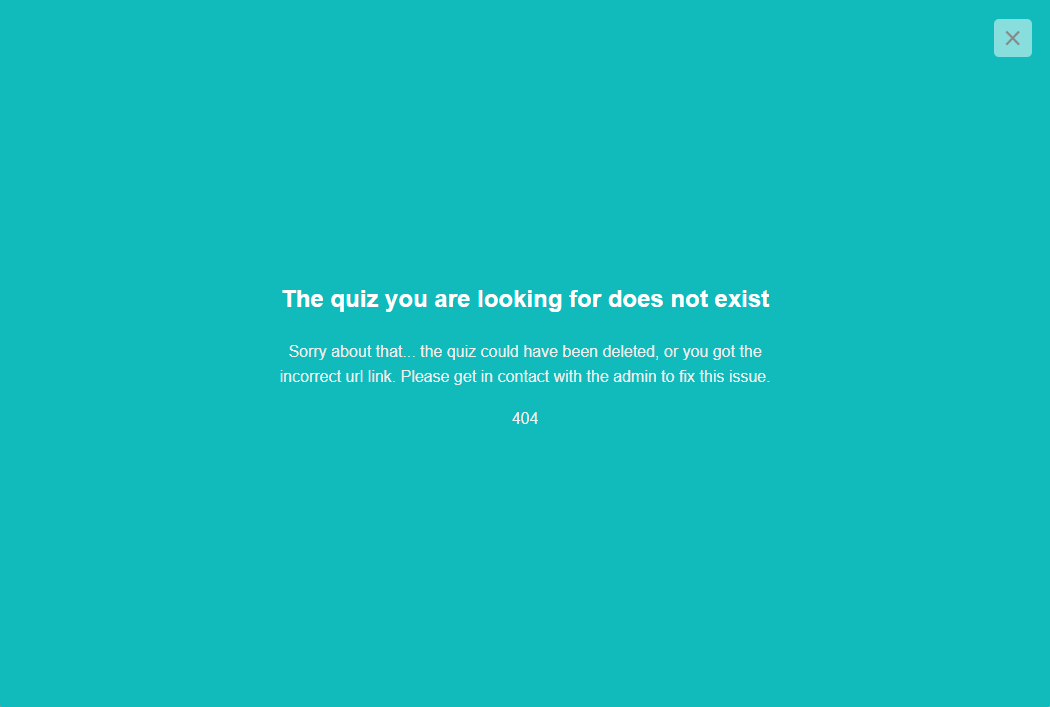 The quiz you are looking for does not exist
Sorry about that... the quiz could have been deleted, or you got the
incorrect url link. Please get in contact with the admin to fix this issue.
404